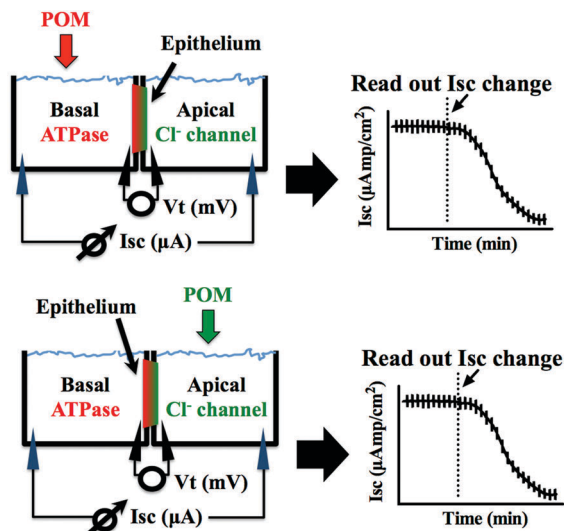 POM
Epithelium
Basal
ATPase
Apical
Cl- channel
Vt (mV)
Isc (µA)
Read out Isc change
Isc (µAmp/cm²)
Time (min)
POM
Epithelium
Basal
ATPase
Apical
Cl- channel
Vt (mV)
Isc (µA)
Read out Isc change
Isc (µAmp/cm²)
Time (min)